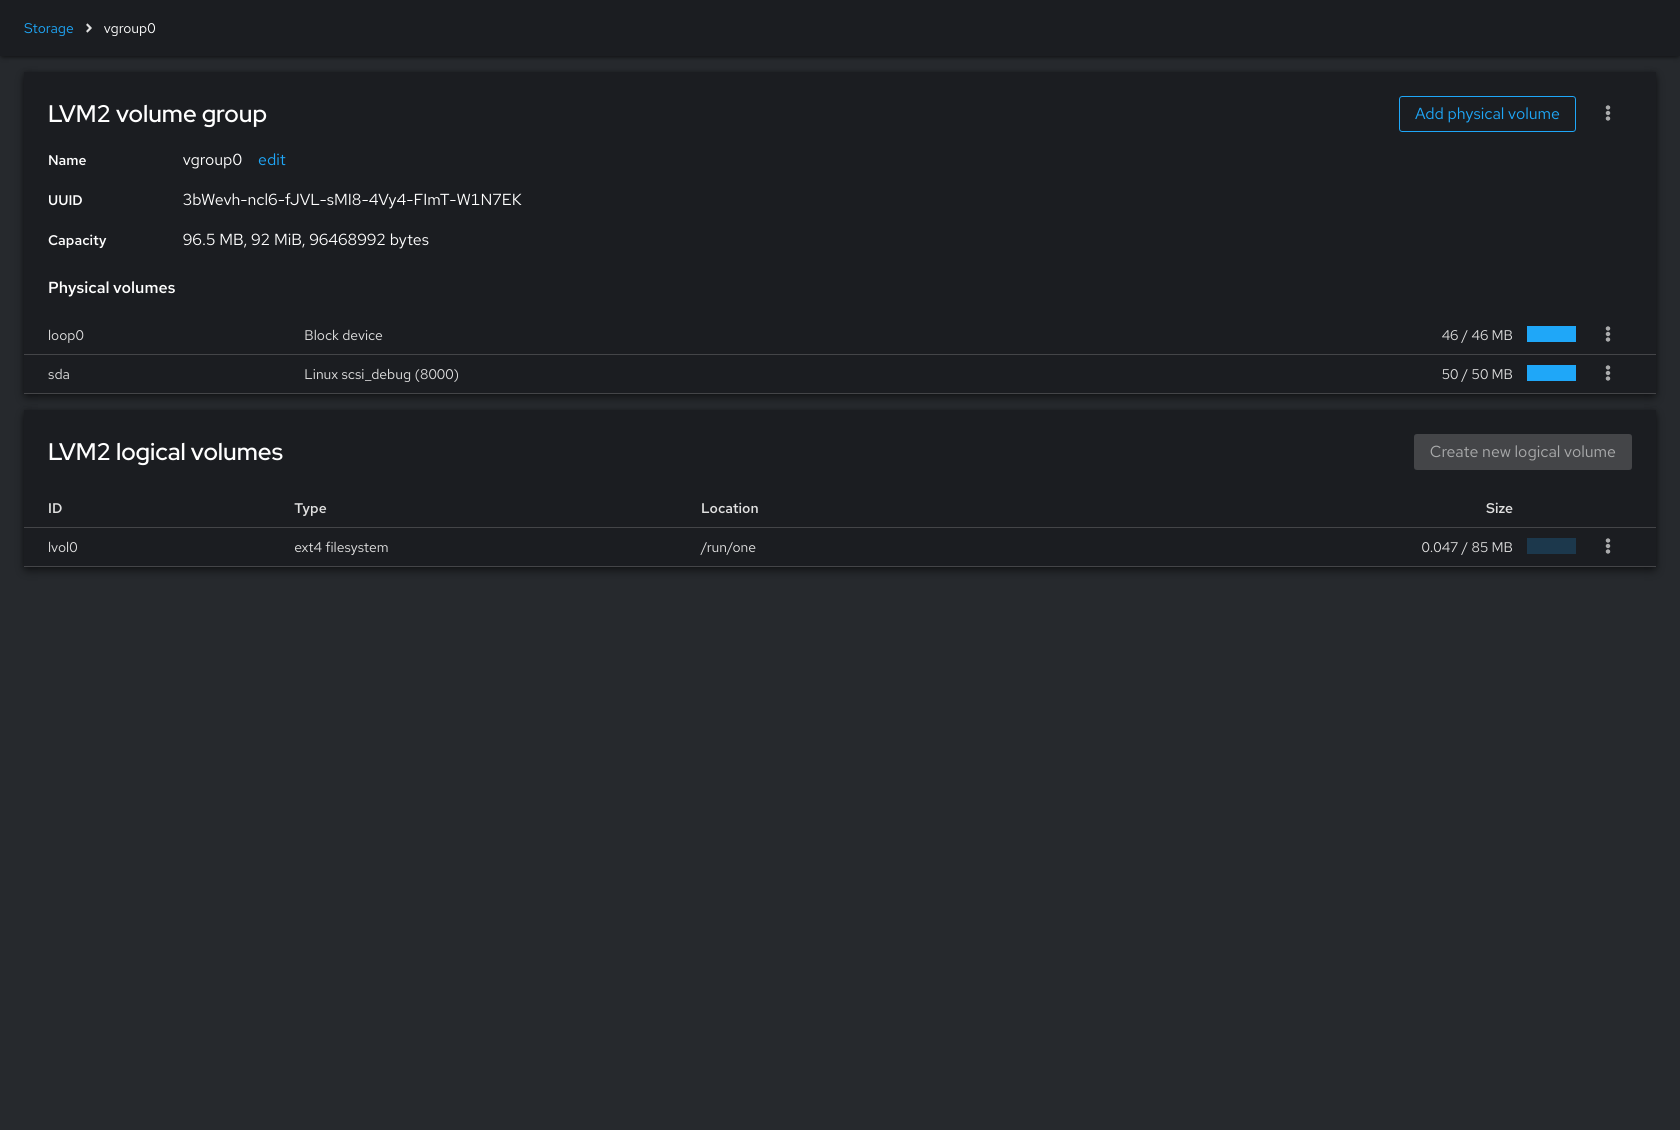 Storage > vgroup0
LVM2 volume group
Add physical volume
Name vgroup0 edit
UUID 3bWevh-ncl6-fJVL-sMI8-4Vy4-FImT-W1N7EK
Capacity 96.5 MB, 92 MiB, 96468992 bytes
Physical volumes
loop0 Block device 46 / 46 MB
sda Linux scsi_debug (8000) 50 / 50 MB
LVM2 logical volumes
Create new logical volume
ID Type Location Size
lvol0 ext4 filesystem /run/one 0.047 / 85 MB